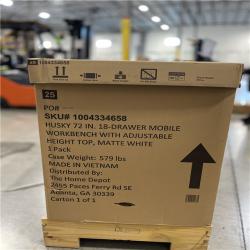 25
1004334658
25
PO#
SKU# 1004334658
HUSKY 72 IN. 18-DRAWER MOBILE
WORKBENCH WITH ADJUSTABLE
HEIGHT TOP, MATTE WHITE
1 Pack
Case Weight: 579 lbs
MADE IN VIETNAM
Distributed By:
The Home Depot
2455 Paces Ferry Rd SE
Atlanta, GA 30339
Carton 1 of 1